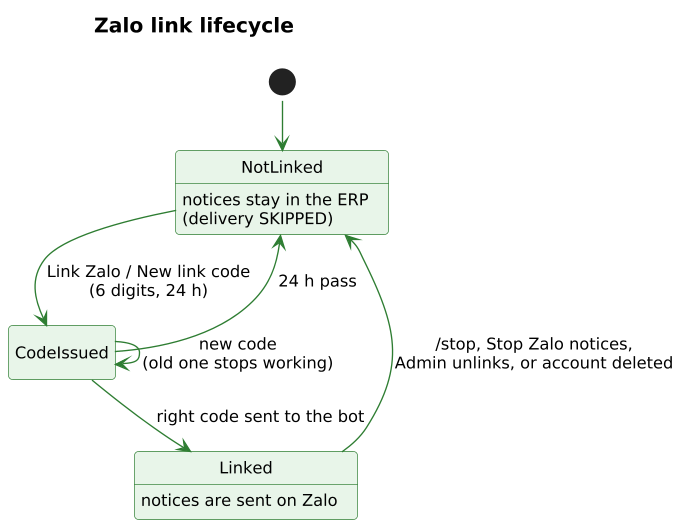 Zalo link lifecycle
NotLinked
notices stay in the ERP
(delivery SKIPPED)
Link Zalo / New link code
(6 digits, 24 h)
24 h pass
CodeIssued
new code
(old one stops working)
/stop, Stop Zalo notices,
Admin unlinks, or account deleted
right code sent to the bot
Linked
notices are sent on Zalo